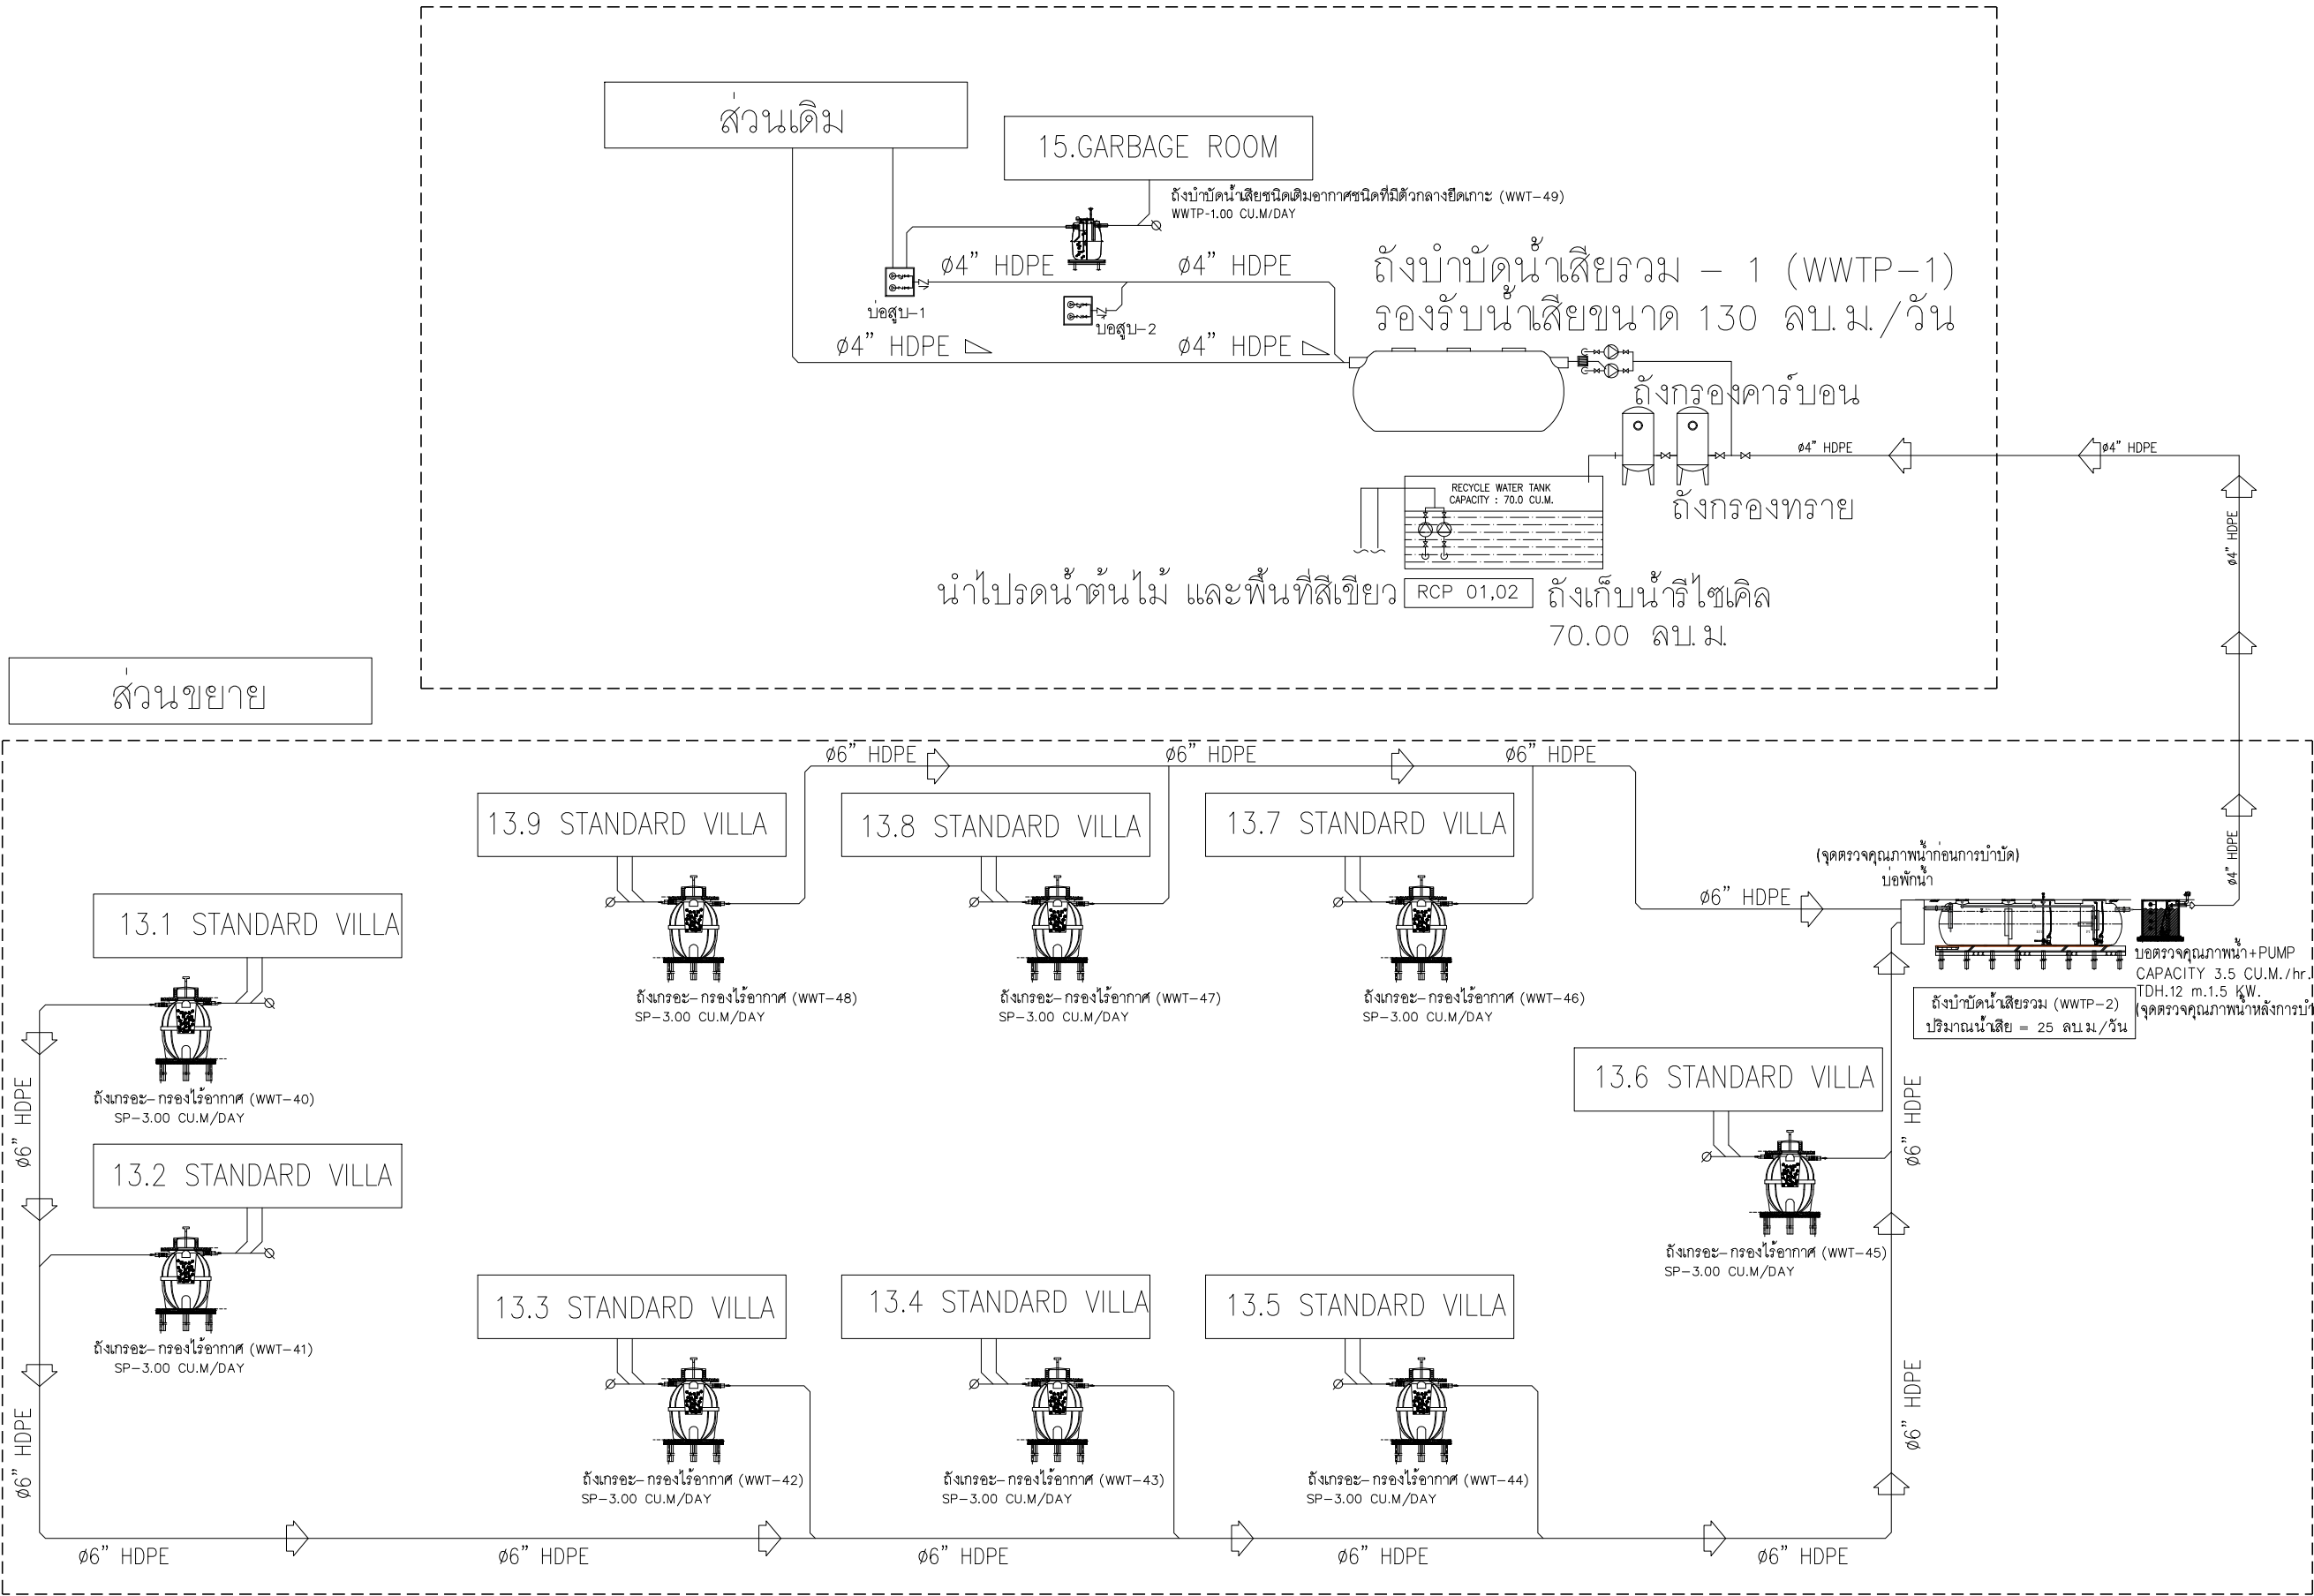 ส่วนเดิม
15.GARBAGE ROOM
ถังบำบัดน้ำเสียชนิดเติมอากาศชนิดที่มีตัวกลางยึดเกาะ (WWT-49)
WWTP-1.00 CU.M/DAY
ø4” HDPE
ø4” HDPE
บ่อสูบ-1
บ่อสูบ-2
ถังบำบัดน้ำเสียรวม - 1 (WWTP-1)
รองรับน้ำเสียขนาด 130 ลบ.ม./วัน
ø4” HDPE
ø4” HDPE
ถังกรองคาร์บอน
ø4” HDPE
ø4” HDPE
RECYCLE WATER TANK
CAPACITY : 70.0 CU.M.
ถังกรองทราย
ø4” HDPE
นำไปรดน้ำต้นไม้ และพื้นที่สีเขียว
RCP 01,02
ถังเก็บน้ำรีไซเคิล
70.00 ลบ.ม.
ส่วนขยาย
ø6” HDPE
ø6” HDPE
ø6” HDPE
13.9 STANDARD VILLA
13.8 STANDARD VILLA
13.7 STANDARD VILLA
ø4” HDPE
(จุดตรวจคุณภาพน้ำก่อนการบำบัด)
บ่อพักน้ำ
ø6” HDPE
13.1 STANDARD VILLA
บ่อตรวจคุณภาพน้ำ+PUMP
CAPACITY 3.5 CU.M./hr.
TDH.12 m.1.5 KW.
(จุดตรวจคุณภาพน้ำหลังการบำ
ถังบำบัดน้ำเสียรวม (WWTP-2)
ปริมาณน้ำเสีย = 25 ลบ.ม/วัน
ถังเกรอะ-กรองไร้อากาศ (WWT-48)
SP-3.00 CU.M/DAY
ถังเกรอะ-กรองไร้อากาศ (WWT-47)
SP-3.00 CU.M/DAY
ถังเกรอะ-กรองไร้อากาศ (WWT-46)
SP-3.00 CU.M/DAY
13.6 STANDARD VILLA
ø6” HDPE
ø6” HDPE
ถังเกรอะ-กรองไร้อากาศ (WWT-40)
SP-3.00 CU.M/DAY
13.2 STANDARD VILLA
ถังเกรอะ-กรองไร้อากาศ (WWT-45)
SP-3.00 CU.M/DAY
13.3 STANDARD VILLA
13.4 STANDARD VILLA
13.5 STANDARD VILLA
ถังเกรอะ-กรองไร้อากาศ (WWT-41)
SP-3.00 CU.M/DAY
ø6” HDPE
ø6” HDPE
ถังเกรอะ-กรองไร้อากาศ (WWT-42)
SP-3.00 CU.M/DAY
ถังเกรอะ-กรองไร้อากาศ (WWT-43)
SP-3.00 CU.M/DAY
ถังเกรอะ-กรองไร้อากาศ (WWT-44)
SP-3.00 CU.M/DAY
ø6” HDPE
ø6” HDPE
ø6” HDPE
ø6” HDPE
ø6” HDPE